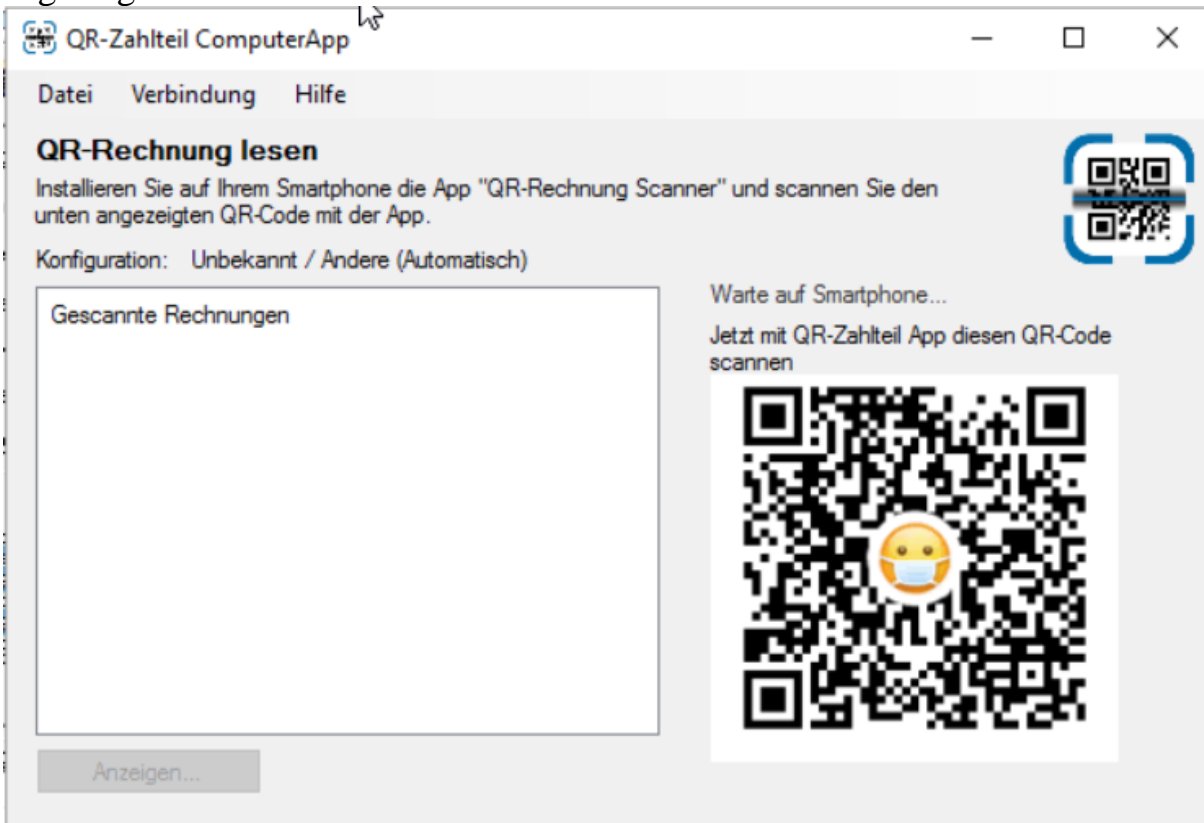 QR-Zahlteil ComputerApp
Datei Verbindung Hilfe
QR-Rechnung lesen
Installieren Sie auf Ihrem Smartphone die App "QR-Rechnung Scanner" und scannen Sie den
unten angezeigten QR-Code mit der App.
Konfiguration: Unbekannt / Andere (Automatisch)
Gescannte Rechnungen
Warte auf Smartphone...
Jetzt mit QR-Zahlteil App diesen QR-Code
scannen
Anzeigen...